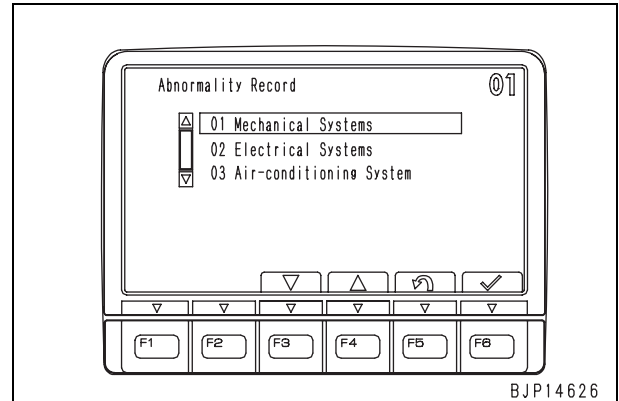 Abnormality Record 01
01 Mechanical Systems
02 Electrical Systems
03 Air-conditioning System
F1 F2 F3 F4 F5 F6
BJP14626